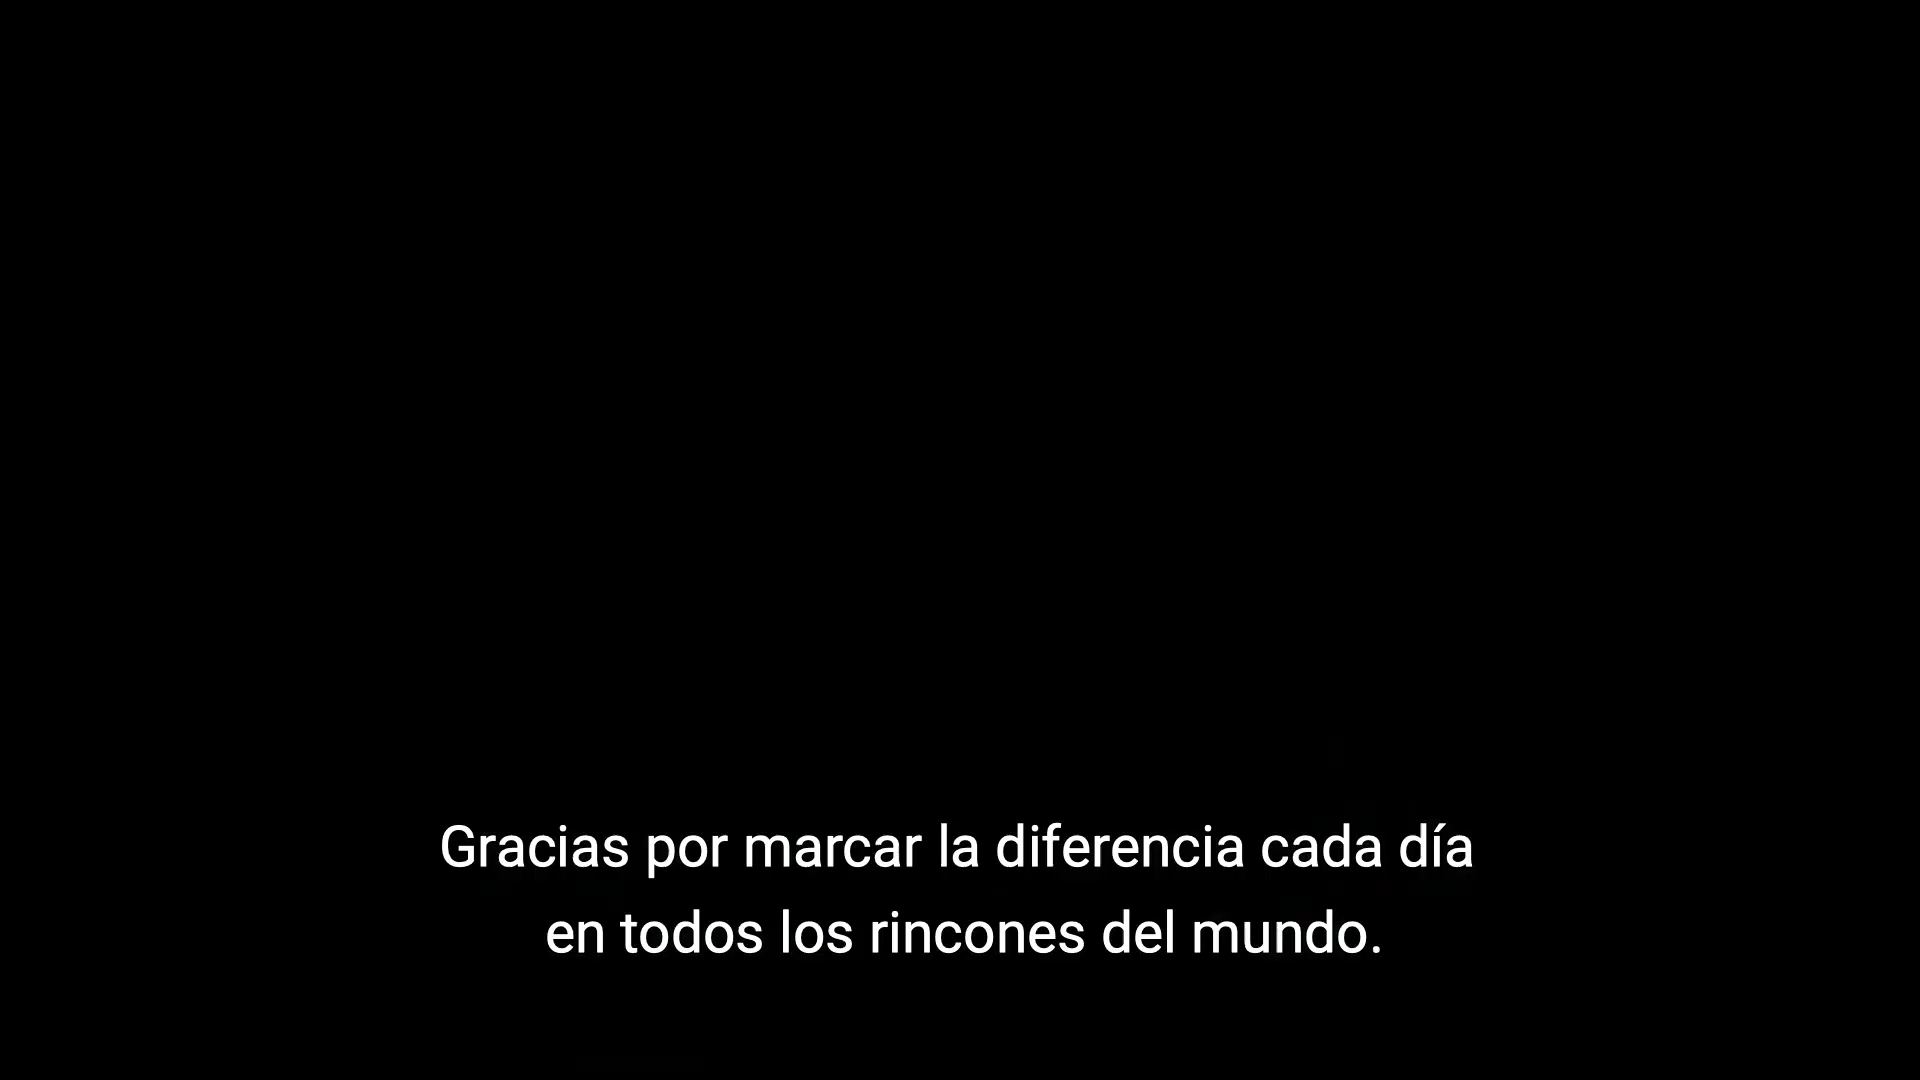 Gracias por marcar la diferencia cada día
en todos los rincones del mundo.